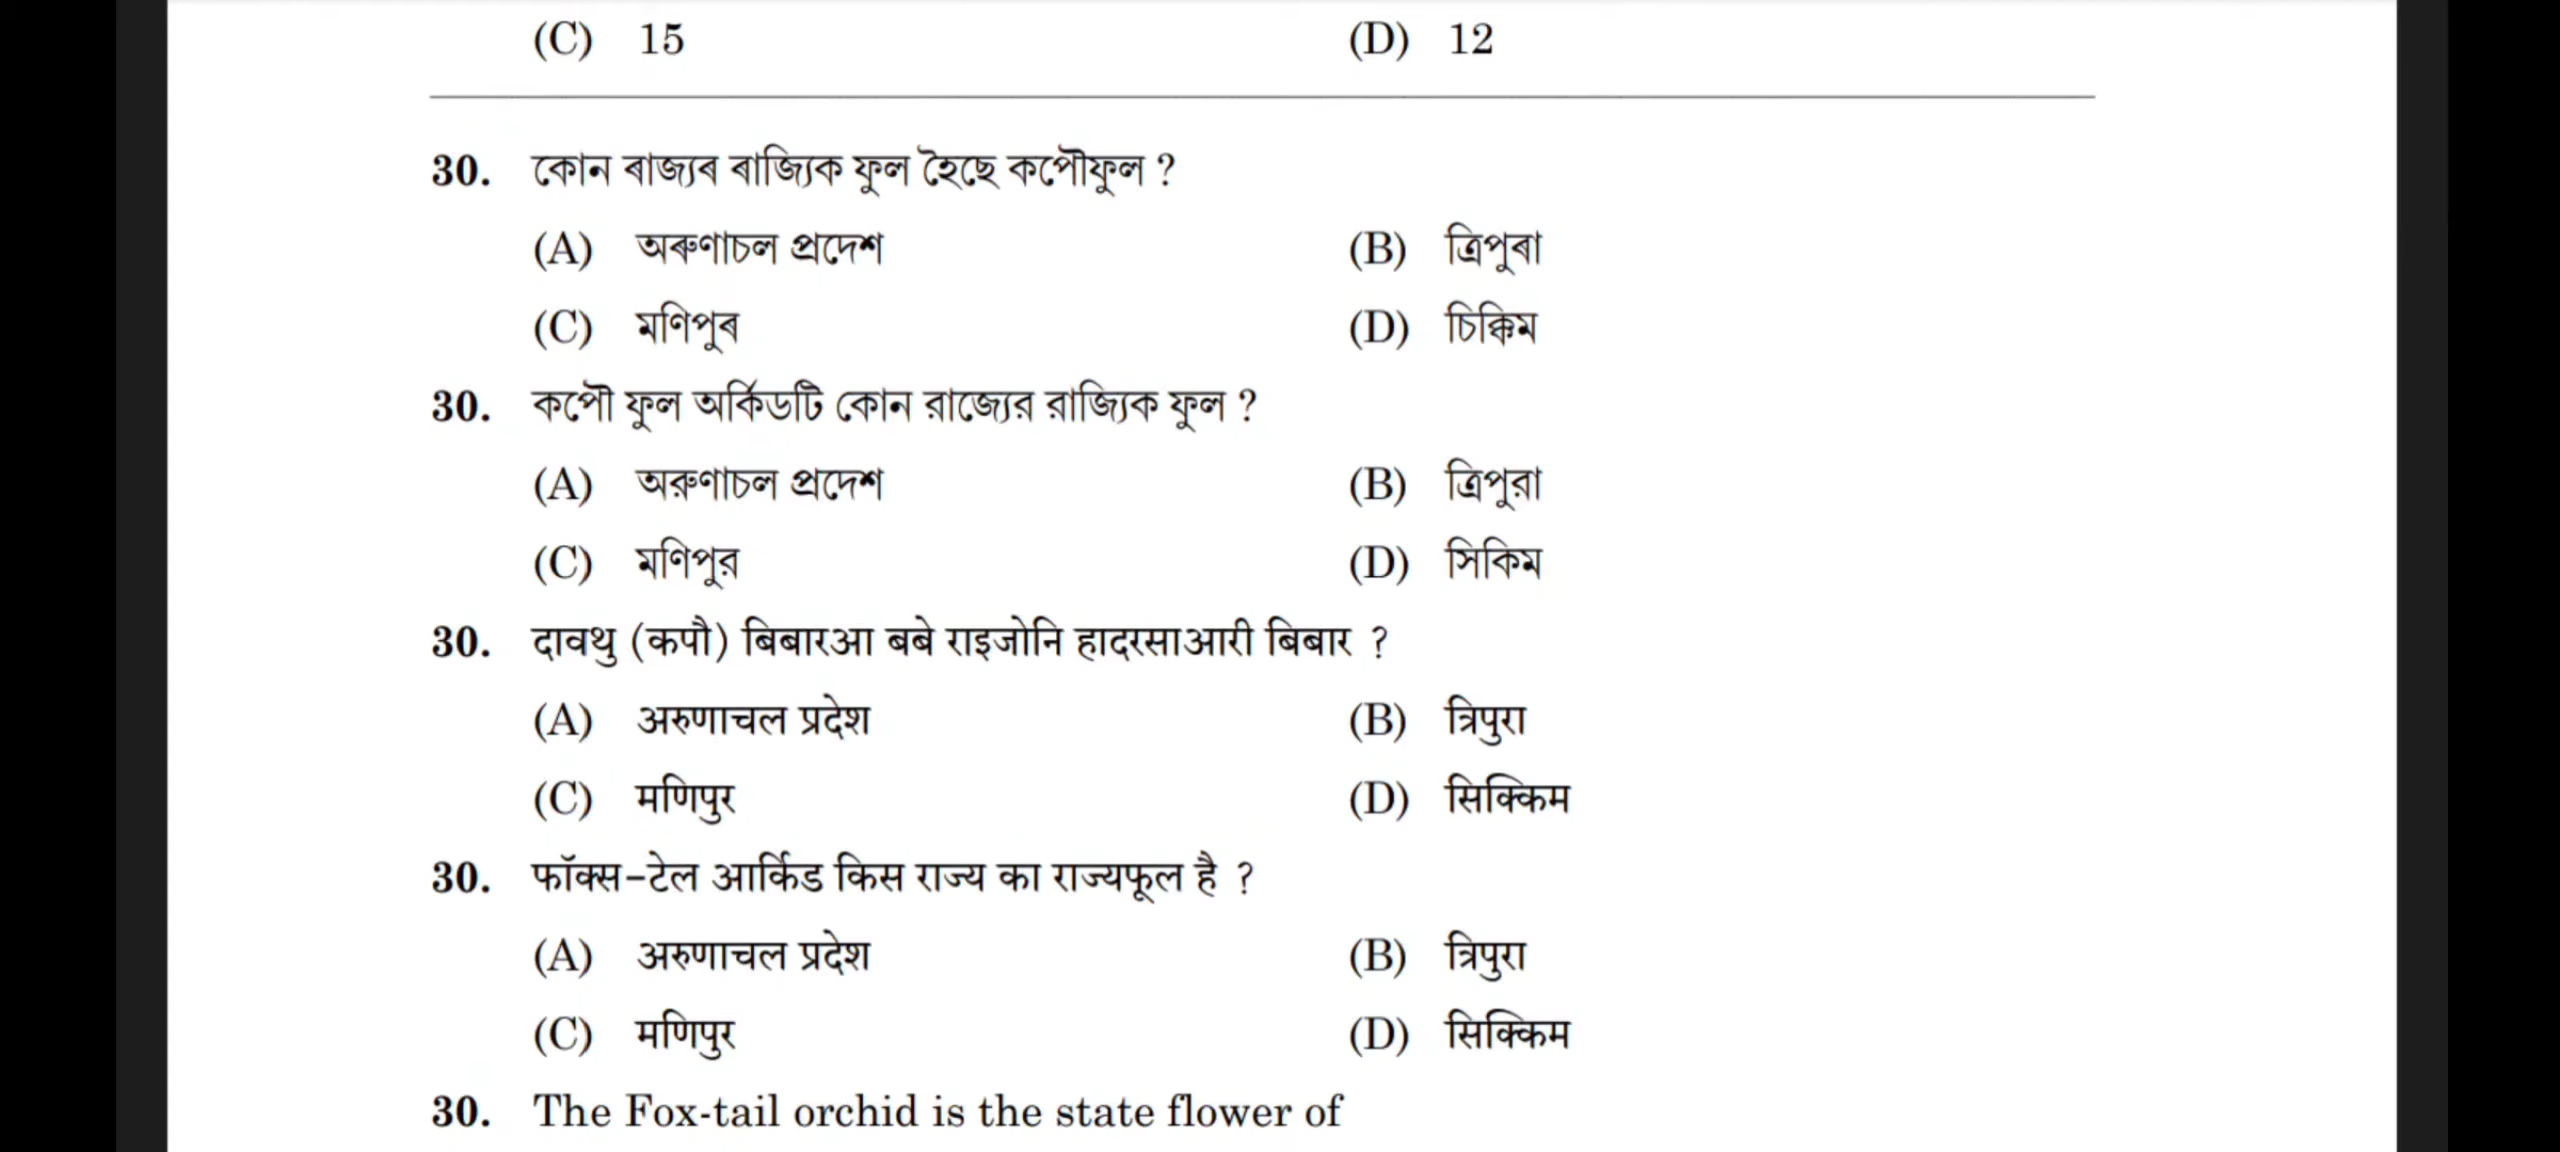 (C) 15 (D) 12
30. কোন ৰাজ্যৰ ৰাজ্যিক ফুল হৈছে কপৌফুল ?
(A) অৰুণাচল প্ৰদেশ (B) ত্ৰিপুৰা
(C) মণিপুৰ (D) চিক্কিম
30. কপৌ ফুল অর্কিডটি কোন রাজ্যের রাজ্যিক ফুল ?
(A) অরুণাচল প্রদেশ (B) ত্রিপুরা
(C) মণিপুর (D) সিকিম
30. दावथु (कपौ) बिबारआ बबे राइजोनि हादरसाआरी बिबार ?
(A) अरुणाचल प्रदेश (B) त्रिपुरा
(C) मणिपुर (D) सिक्किम
30. फॉक्स-टेल आर्किड किस राज्य का राज्यफूल है ?
(A) अरुणाचल प्रदेश (B) त्रिपुरा
(C) मणिपुर (D) सिक्किम
30. The Fox-tail orchid is the state flower of